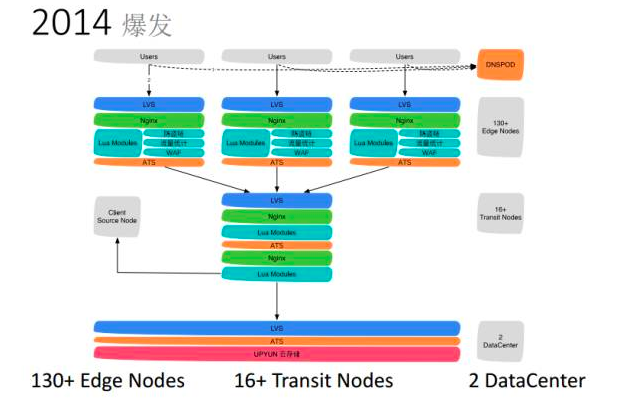 2014 爆发
Users
Users
Users
DNSPOD
1
2
LVS
LVS
LVS
Nginx
Nginx
Nginx
130+
Edge Nodes
Lua Modules
防盗链
流量统计
WAF
Lua Modules
防盗链
流量统计
WAF
Lua Modules
防盗链
流量统计
WAF
ATS
ATS
ATS
Client
Source Node
LVS
Nginx
Lua Modules
ATS
Nginx
Lua Modules
16+
Transit Nodes
LVS
ATS
UPYUN 云存储
2
DataCenter
130+ Edge Nodes
16+ Transit Nodes
2 DataCenter